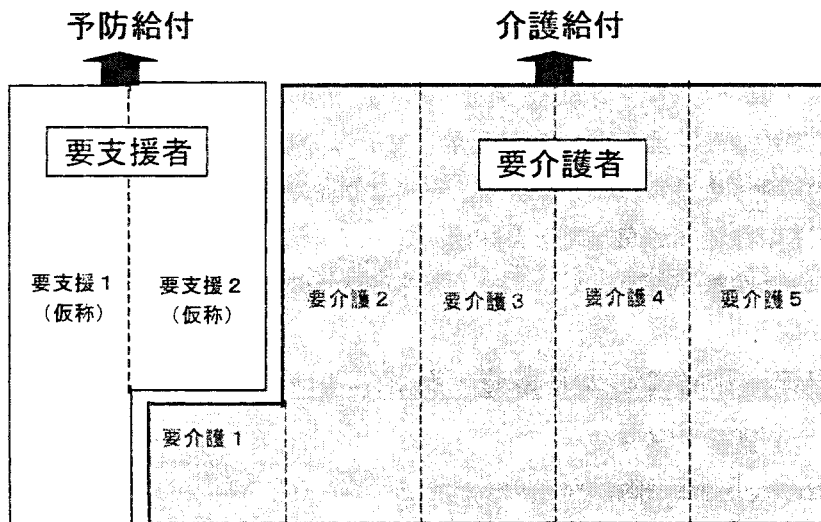 予防給付
介護給付
要支援者
要介護者
要支援1
(仮称)
要支援2
(仮称)
要介護2
要介護3
要介護4
要介護5
要介護1